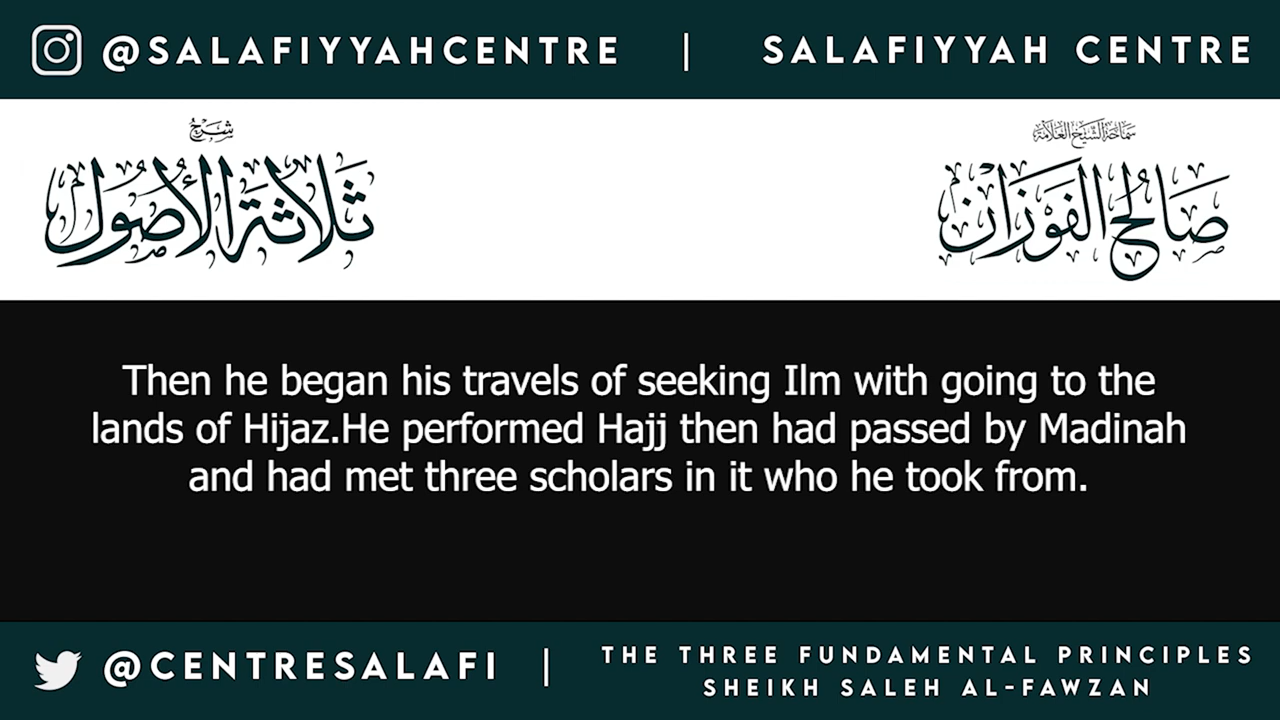 @SALAFIYYAHCENTRE | SALAFIYYAH CENTRE
شرح
ثلاثة الأصول
سماحة الشيخ العلامة
صالح الفوزان
Then he began his travels of seeking Ilm with going to the
lands of Hijaz.He performed Hajj then had passed by Madinah
and had met three scholars in it who he took from.
@CENTRESALAFI |
THE THREE FUNDAMENTAL PRINCIPLES
SHEIKH SALEH AL-FAWZAN